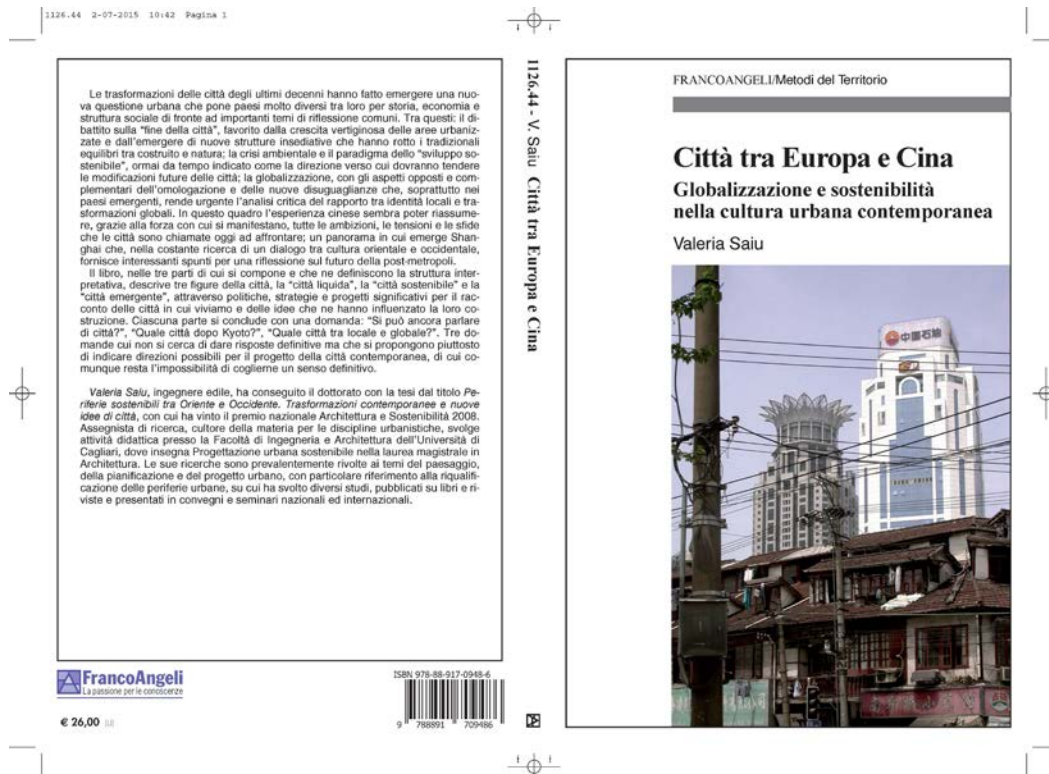 1126.44 2-07-2015 10:42 Pagina 1
Le trasformazioni delle città degli ultimi decenni hanno fatto emergere una nuo-
va questione urbana che pone paesi molto diversi tra loro per storia, economia e
struttura sociale di fronte ad importanti temi di riflessione comuni. Tra questi: il di-
battito sulla “fine della città”, favorito dalla crescita vertiginosa delle aree urbaniz-
zate e dall'emergere di nuove strutture insediative che hanno rotto i tradizionali
equilibri tra costruito e natura; la crisi ambientale e il paradigma dello “sviluppo so-
stenibile”, ormai da tempo indicato come la direzione verso cui dovranno tendere
le modificazioni future delle città; la globalizzazione, con gli aspetti opposti e com-
plementari dell'omologazione e delle nuove disuguaglianze che, soprattutto nei
paesi emergenti, rende urgente l'analisi critica del rapporto tra identità locali e tra-
sformazioni globali. In questo quadro l'esperienza cinese sembra poter riassume-
re, grazie alla forza con cui si manifestano, tutte le ambizioni, le tensioni e le sfide
che le città sono chiamate oggi ad affrontare; un panorama in cui emerge Shan-
ghai che, nella costante ricerca di un dialogo tra cultura orientale e occidentale,
fornisce interessanti spunti per una riflessione sul futuro della post-metropoli.
Il libro, nelle tre parti di cui si compone e che ne definiscono la struttura inter-
pretativa, descrive tre figure della città, la “città liquida”, la “città sostenibile” e la
“città emergente”, attraverso politiche, strategie e progetti significativi per il rac-
conto delle città in cui viviamo e delle idee che ne hanno influenzato la loro co-
struzione. Ciascuna parte si conclude con una domanda: “Si può ancora parlare
di città?”, “Quale città dopo Kyoto?”, “Quale città tra locale e globale?”. Tre do-
mande cui non si cerca di dare risposte definitive ma che si propongono piuttosto
di indicare direzioni possibili per il progetto della città contemporanea, di cui co-
munque resta l'impossibilità di coglierne un senso definitivo.
Valeria Saiu, ingegnere edile, ha conseguito il dottorato con la tesi dal titolo Pe-
riferie sostenibili tra Oriente e Occidente. Trasformazioni contemporanee e nuove
idee di città, con cui ha vinto il premio nazionale Architettura e Sostenibilità 2008.
Assegnista di ricerca, cultore della materia per le discipline urbanistiche, svolge
attività didattica presso la Facoltà di Ingegneria e Architettura dell'Università di
Cagliari, dove insegna Progettazione urbana sostenibile nella laurea magistrale in
Architettura. Le sue ricerche sono prevalentemente rivolte ai temi del paesaggio,
della pianificazione e del progetto urbano, con particolare riferimento alla riqualifi-
cazione delle periferie urbane, su cui ha svolto diversi studi, pubblicati su libri e ri-
viste e presentati in convegni e seminari nazionali ed internazionali.
FrancoAngeli
La passione per le conoscenze
€ 26,00 (U)
ISBN 978-88-917-0948-6
9 788891 709486
1126.44 - V. Saiu Città tra Europa e Cina
FRANCOANGELI/Metodi del Territorio
Città tra Europa e Cina
Globalizzazione e sostenibilità
nella cultura urbana contemporanea
Valeria Saiu
中国石油